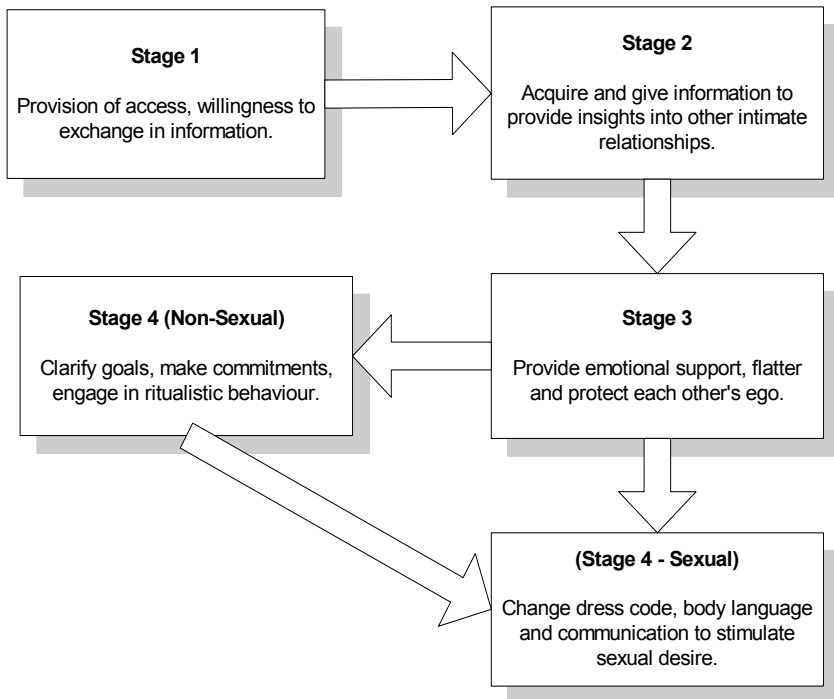 Stage 1
Provision of access, willingness to
exchange in information.
Stage 2
Acquire and give information to
provide insights into other intimate
relationships.
Stage 4 (Non-Sexual)
Clarify goals, make commitments,
engage in ritualistic behaviour.
Stage 3
Provide emotional support, flatter
and protect each other's ego.
(Stage 4 - Sexual)
Change dress code, body language
and communication to stimulate
sexual desire.